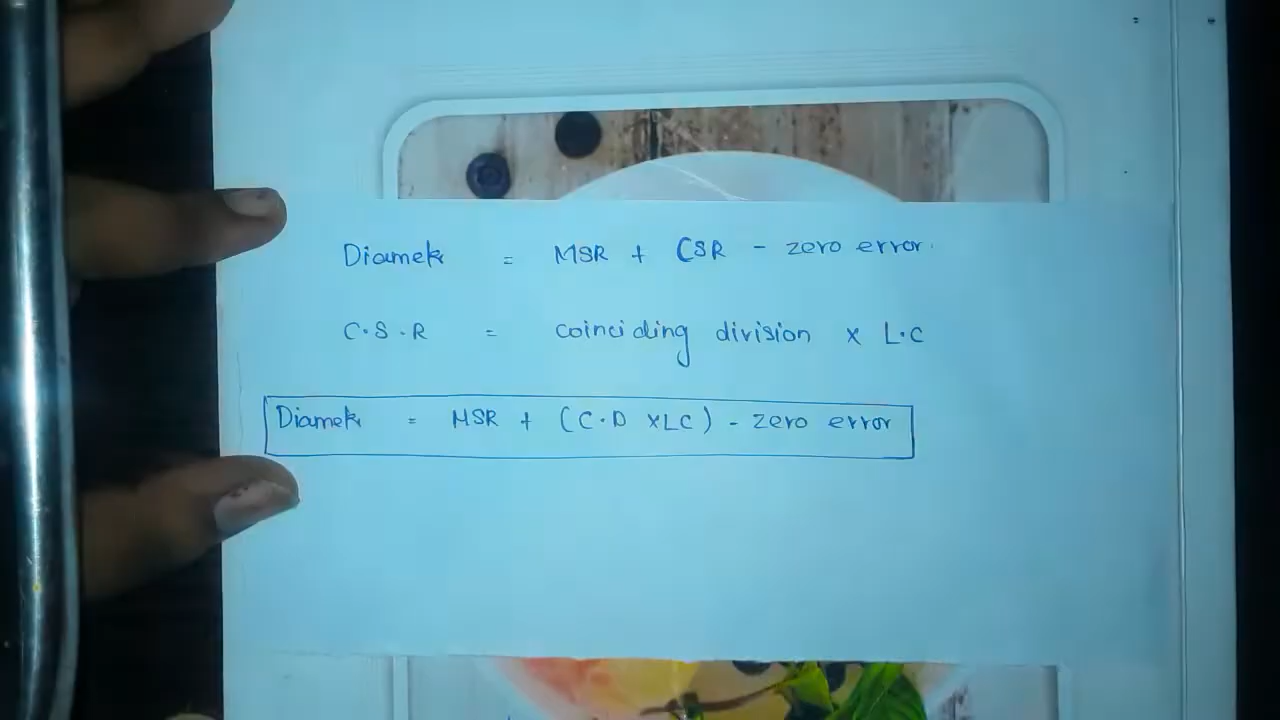 Diameter = MSR + CSR - zero error.
C.S.R = coinciding division x L.C
Diameter = MSR + (C.D xLC) - zero error